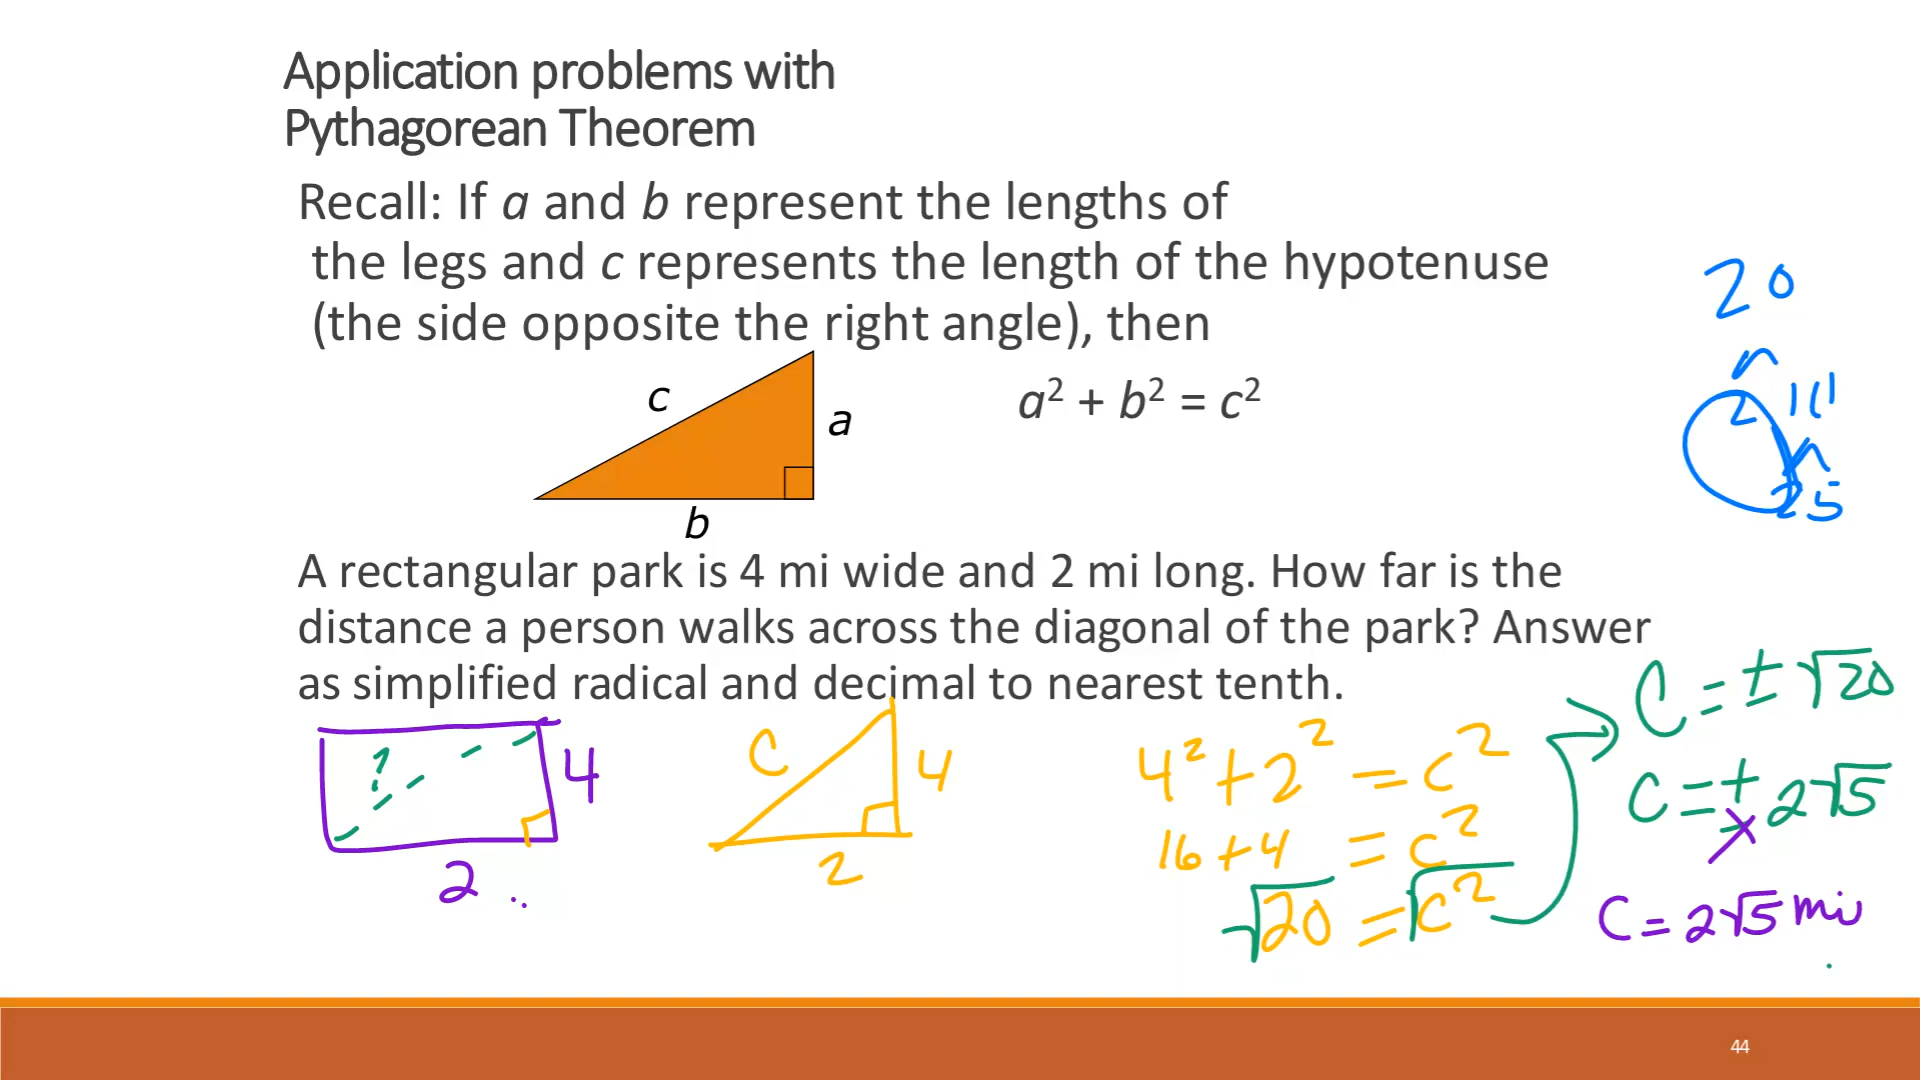 Application problems with
Pythagorean Theorem
Recall: If a and b represent the lengths of
the legs and c represents the length of the hypotenuse
(the side opposite the right angle), then
c
a
b
a² + b² = c²
20
2
2 5
A rectangular park is 4 mi wide and 2 mi long. How far is the
distance a person walks across the diagonal of the park? Answer
as simplified radical and decimal to nearest tenth.
?
4
2
C
4
2
4² + 2² = c²
16 + 4 = c²
√20 = √c²
C = ± √20
C = ± 2√5
C = 2√5 mi
44